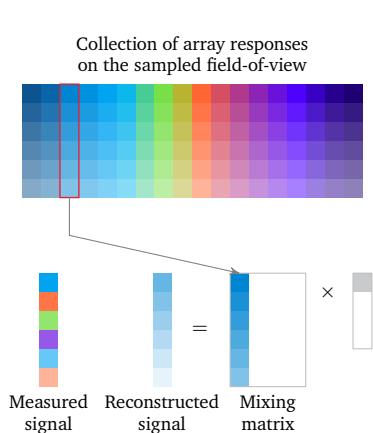 Collection of array responses
on the sampled field-of-view
=
×
Measured
signal
Reconstructed
signal
Mixing
matrix